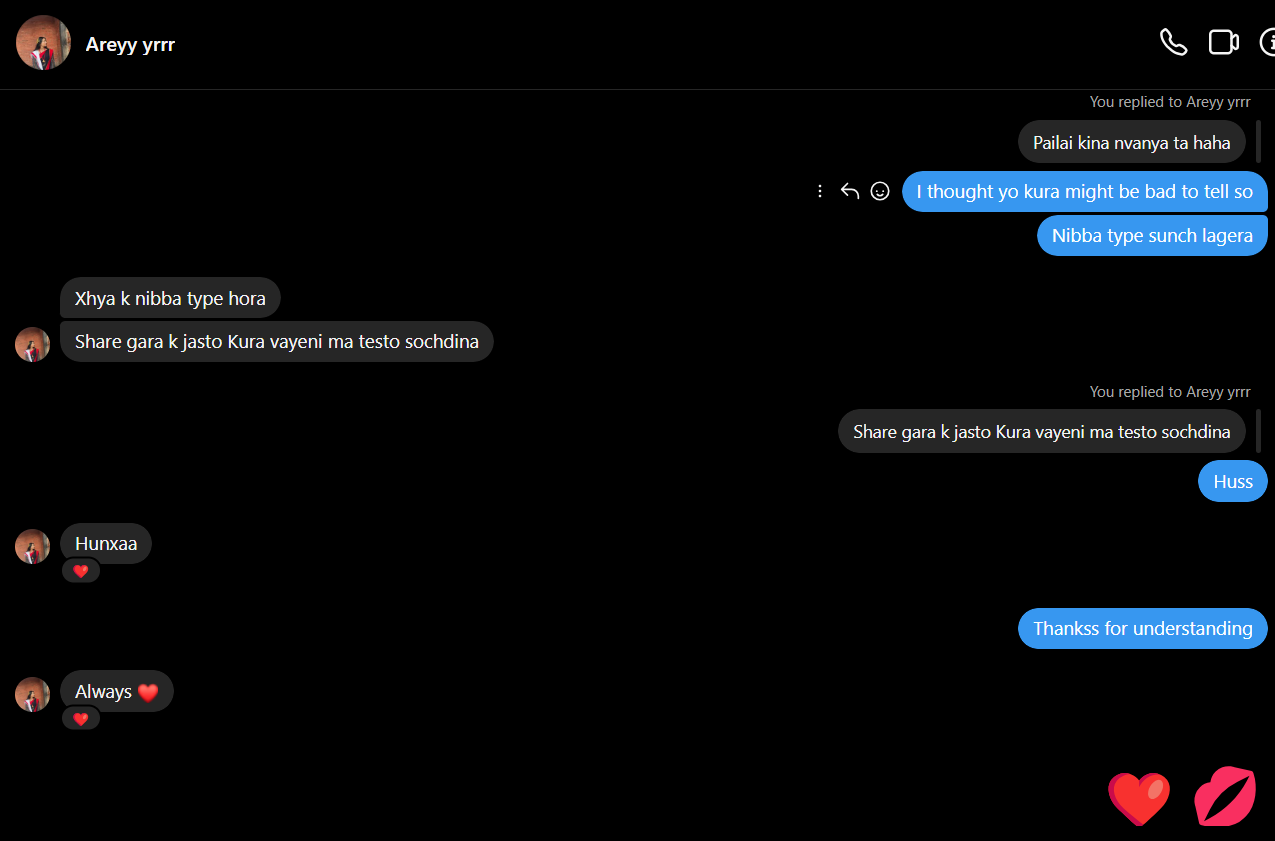 Areyy yrrr
You replied to Areyy yrrr
Pailai kina nvanya ta haha
I thought yo kura might be bad to tell so
Nibba type sunch lagera
Xhya k nibba type hora
Share gara k jasto Kura vayeni ma testo sochdina
You replied to Areyy yrrr
Share gara k jasto Kura vayeni ma testo sochdina
Huss
Hunxaa
❤️
Thankss for understanding
Always ❤️
❤️
❤️ 💋